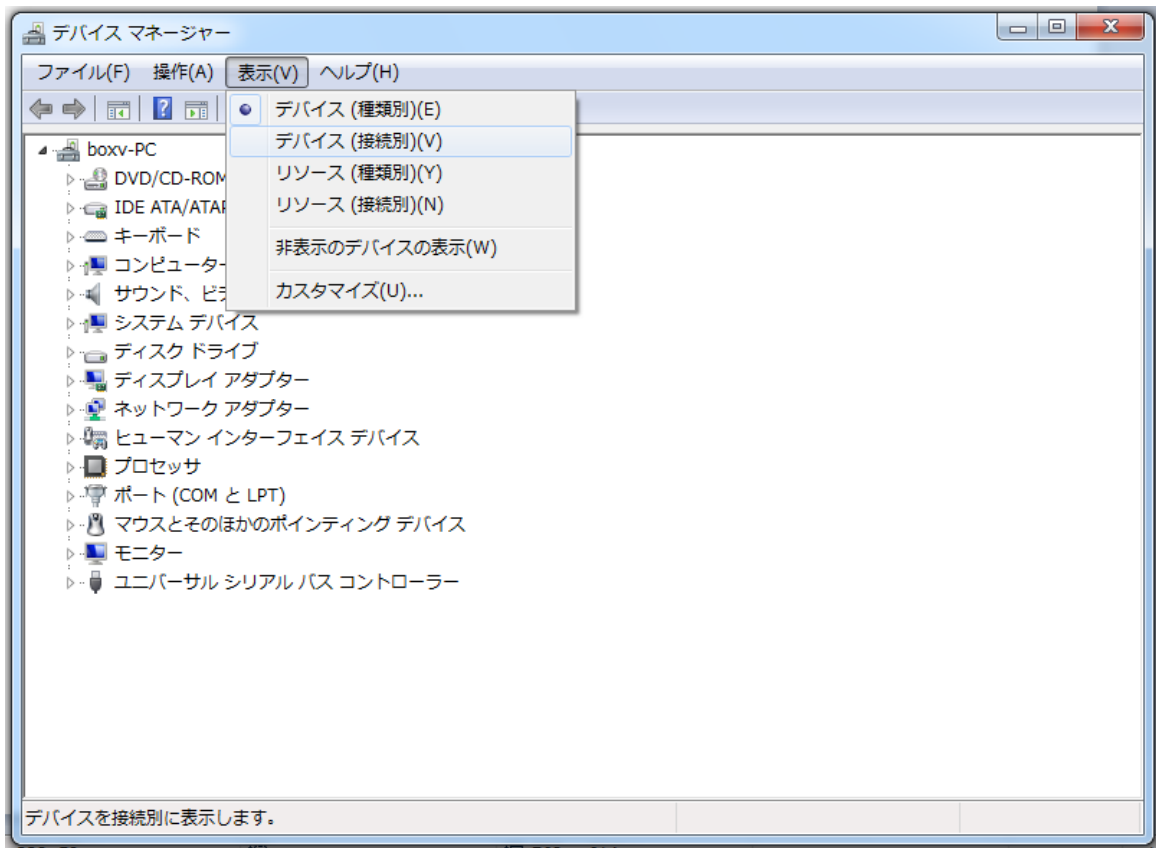 デバイス マネージャー
ファイル(F) 操作(A) 表示(V) ヘルプ(H)
デバイス (種類別)(E)
デバイス (接続別)(V)
リソース (種類別)(Y)
リソース (接続別)(N)
非表示のデバイスの表示(W)
カスタマイズ(U)...
boxv-PC
DVD/CD-ROM
IDE ATA/ATAP
キーボード
コンピューター
サウンド、ビデ
システム デバイス
ディスク ドライブ
ディスプレイ アダプター
ネットワーク アダプター
ヒューマン インターフェイス デバイス
プロセッサ
ポート (COM と LPT)
マウスとそのほかのポインティング デバイス
モニター
ユニバーサル シリアル バス コントローラー
デバイスを接続別に表示します。